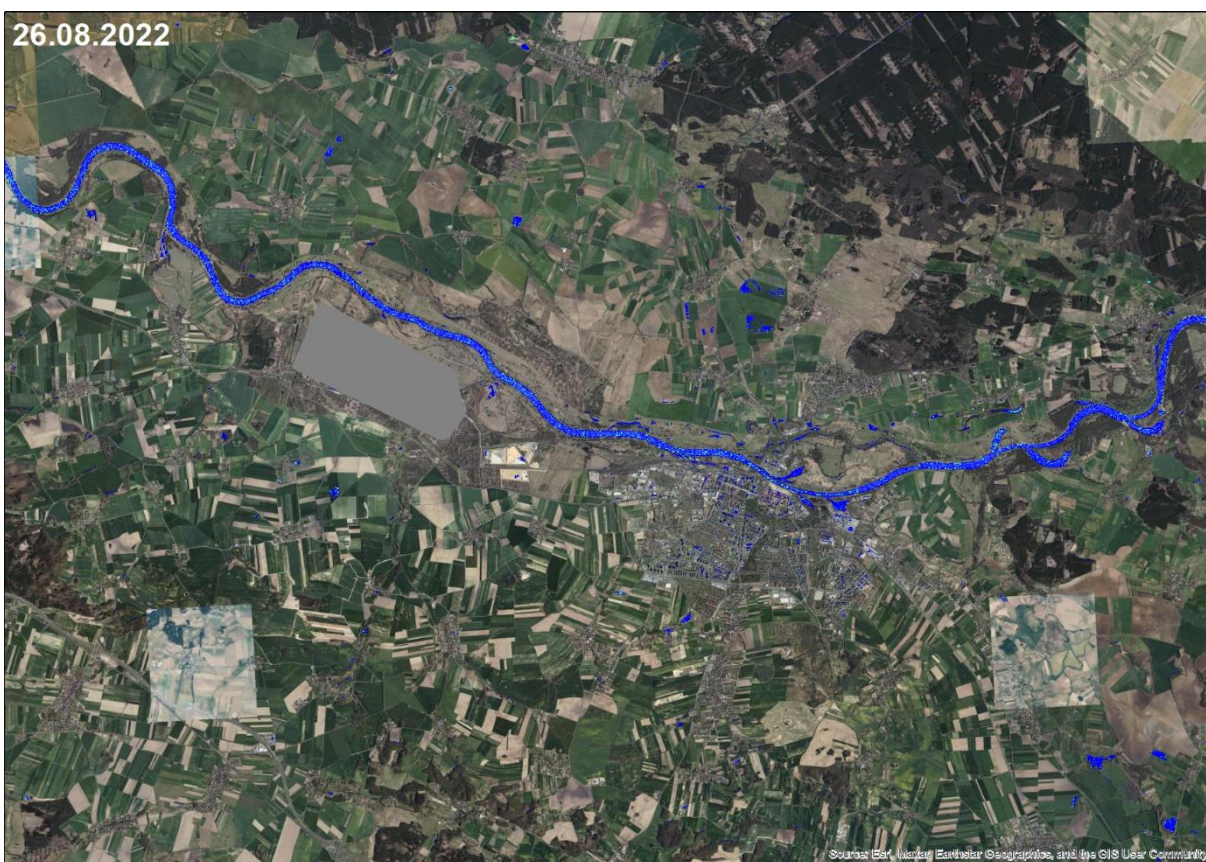 26.08.2022
Source: Esri, Maxar, Earthstar Geographics, and the GIS User Community